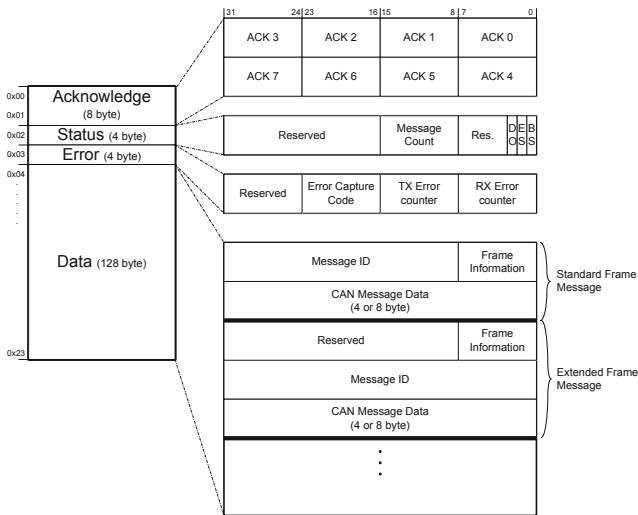 31 24 23 16 15 8 7 0
ACK 3 ACK 2 ACK 1 ACK 0
ACK 7 ACK 6 ACK 5 ACK 4
0x00
Acknowledge
(8 byte)
0x01
0x02
Status (4 byte)
0x03
Error (4 byte)
0x04
Data (128 byte)
0x23
Reserved
Message
Count
Res.
DO
ES
BS
Reserved
Error Capture
Code
TX Error
counter
RX Error
counter
Message ID
Frame
Information
CAN Message Data
(4 or 8 byte)
Standard Frame
Message
Reserved
Frame
Information
Message ID
CAN Message Data
(4 or 8 byte)
Extended Frame
Message